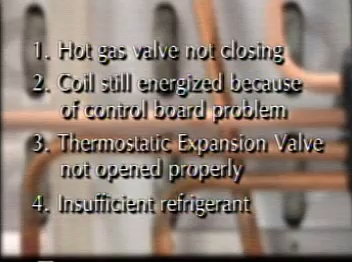 1. Hot gas valve not closing
2. Coil still energized because
of control board problem
3. Thermostatic Expansion Valve
not opened properly
4. Insufficient refrigerant